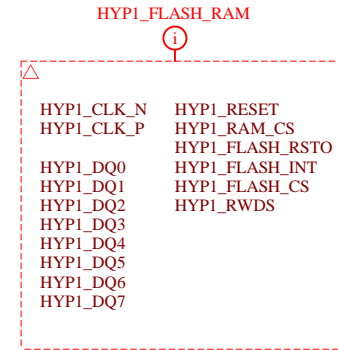 HYP1_FLASH_RAM
i
HYP1_CLK_N HYP1_RESET
HYP1_CLK_P HYP1_RAM_CS
HYP1_FLASH_RSTO
HYP1_DQ0 HYP1_FLASH_INT
HYP1_DQ1 HYP1_FLASH_CS
HYP1_DQ2 HYP1_RWDS
HYP1_DQ3
HYP1_DQ4
HYP1_DQ5
HYP1_DQ6
HYP1_DQ7